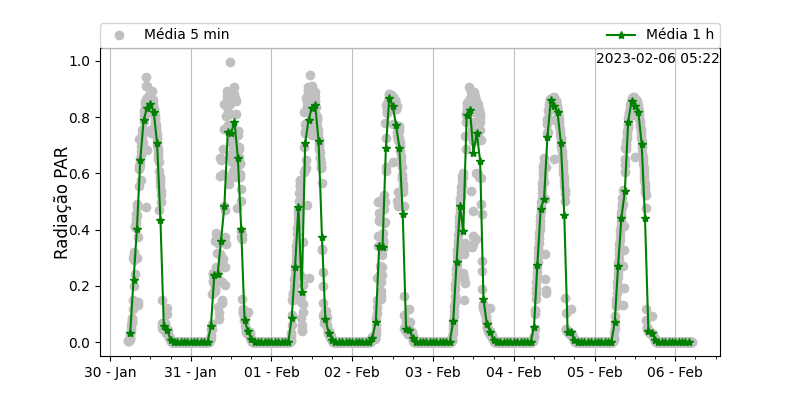 Média 5 min Média 1 h
2023-02-06 05:22
Radiação PAR
1.0
0.8
0.6
0.4
0.2
0.0
30 - Jan 31 - Jan 01 - Feb 02 - Feb 03 - Feb 04 - Feb 05 - Feb 06 - Feb